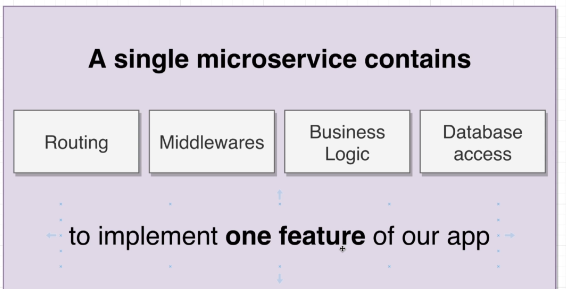 A single microservice contains
Routing
Middlewares
Business
Logic
Database
access
to implement one feature of our app